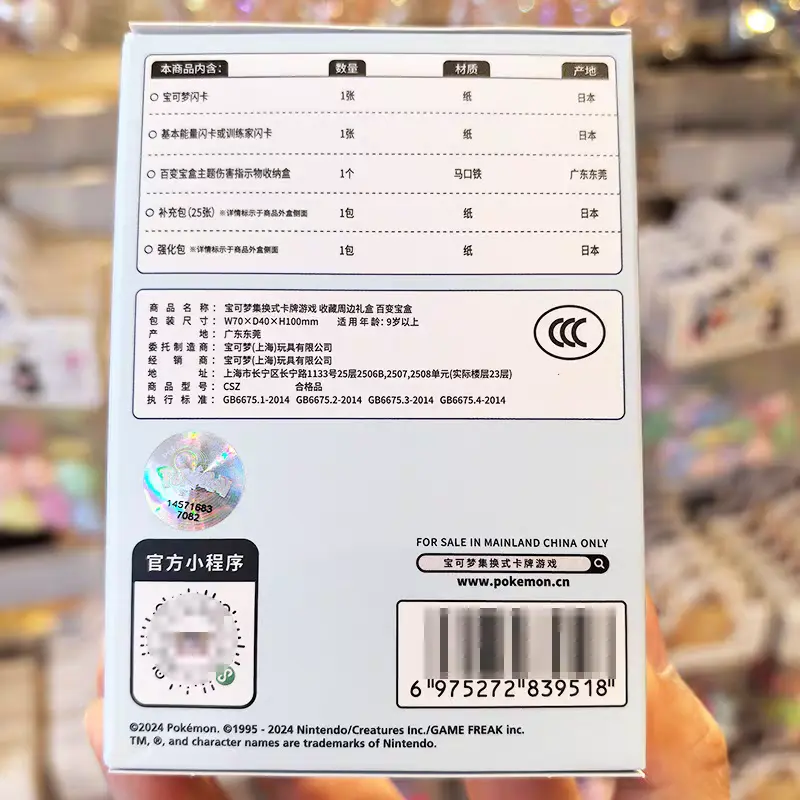 本商品内含： 数量 材质 产地
宝可梦闪卡 1张 纸 日本
基本能量闪卡或训练家闪卡 1张 纸 日本
百变宝盒主题伤害指示物收纳盒 1个 马口铁 广东东莞
补充包(25张) ※详情标示于商品外盒侧面 1包 纸 日本
强化包 ※详情标示于商品外盒侧面 1包 纸 日本
商品名称：宝可梦集换式卡牌游戏 收藏周边礼盒 百变宝盒
包装尺寸：W70×D40×H100mm 适用年龄：9岁以上
产地：广东东莞
委托制造商：宝可梦(上海)玩具有限公司
经销商：宝可梦(上海)玩具有限公司
地址：上海市长宁区长宁路1133号25层2506B,2507,2508单元(实际楼层23层)
商品型号：CSZ 合格品
执行标准：GB6675.1-2014 GB6675.2-2014 GB6675.3-2014 GB6675.4-2014
CCC
14571683
7082
官方小程序
FOR SALE IN MAINLAND CHINA ONLY
宝可梦集换式卡牌游戏
www.pokemon.cn
6"975272"839518"
©2024 Pokémon. ©1995 - 2024 Nintendo/Creatures Inc./GAME FREAK inc.
TM, ®, and character names are trademarks of Nintendo.